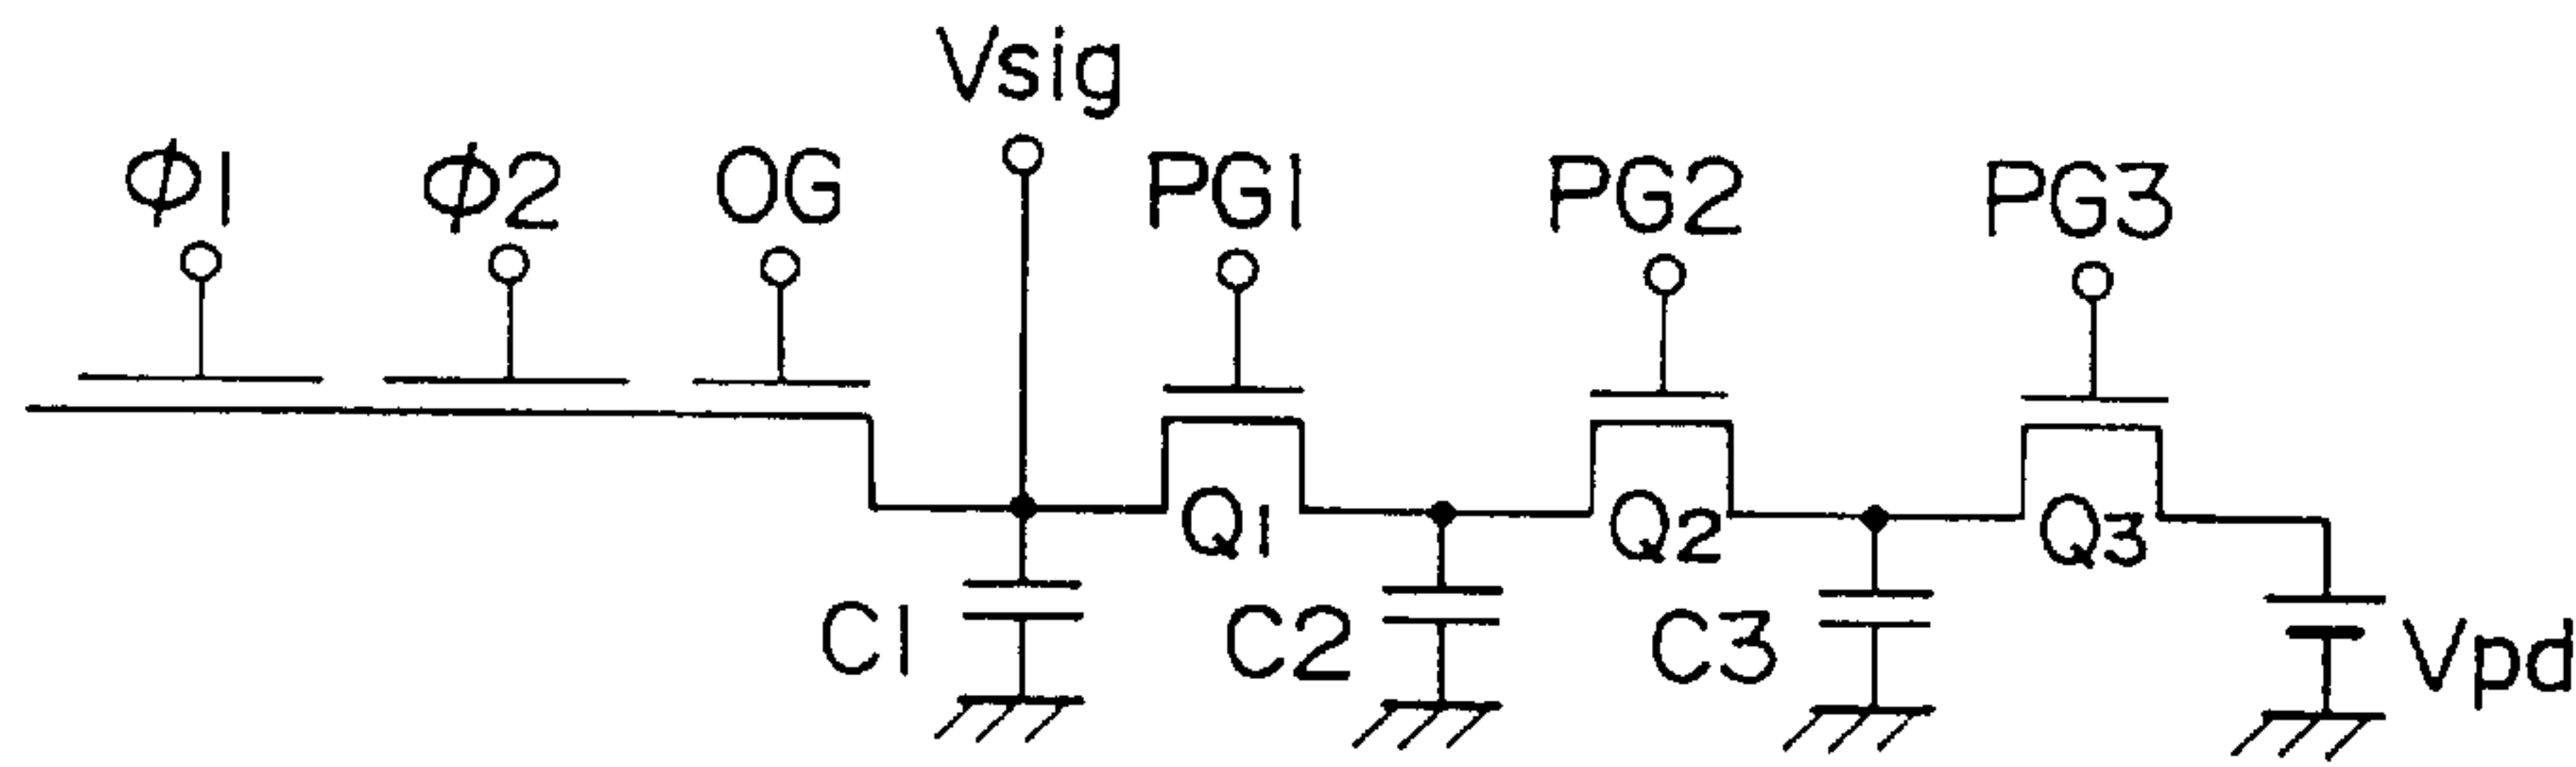 Vsig
Φ1 Φ2 OG PG1 PG2 PG3
Q1 Q2 Q3
C1 C2 C3 Vpd